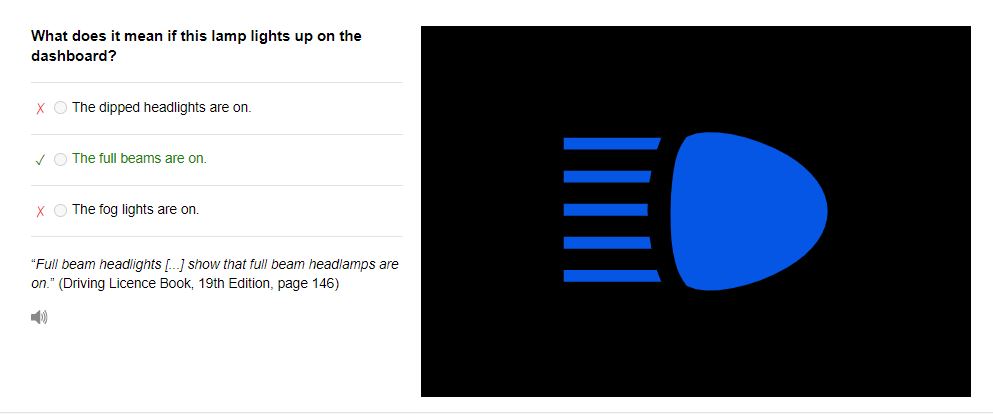 What does it mean if this lamp lights up on the
dashboard?
✗ The dipped headlights are on.
✓ The full beams are on.
✗ The fog lights are on.
“Full beam headlights [...] show that full beam headlamps are
on.” (Driving Licence Book, 19th Edition, page 146)